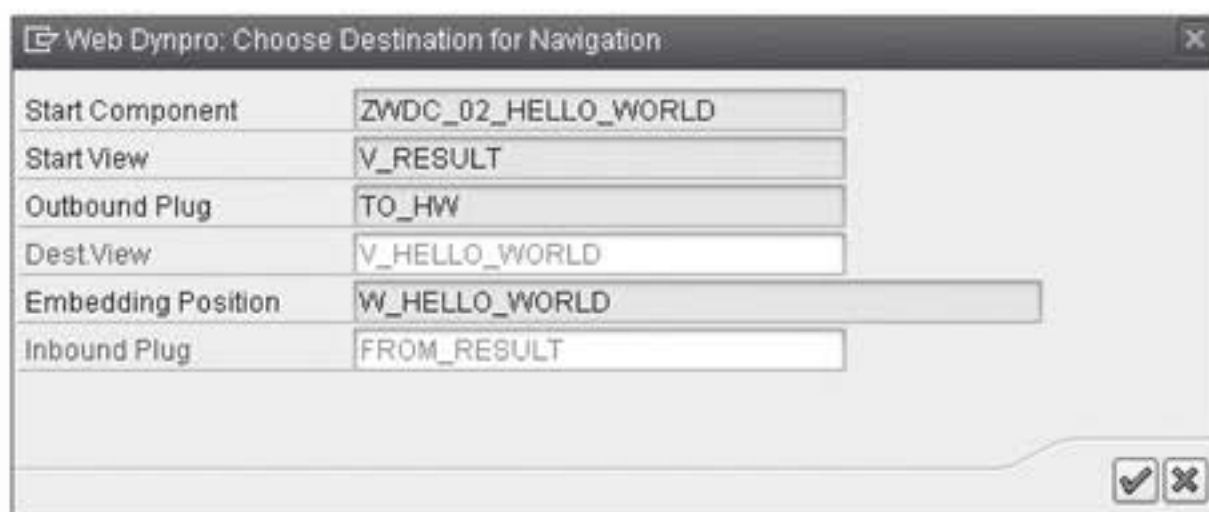 Web Dynpro: Choose Destination for Navigation
Start Component ZWDC_02_HELLO_WORLD
Start View V_RESULT
Outbound Plug TO_HW
Dest.View V_HELLO_WORLD
Embedding Position W_HELLO_WORLD
Inbound Plug FROM_RESULT